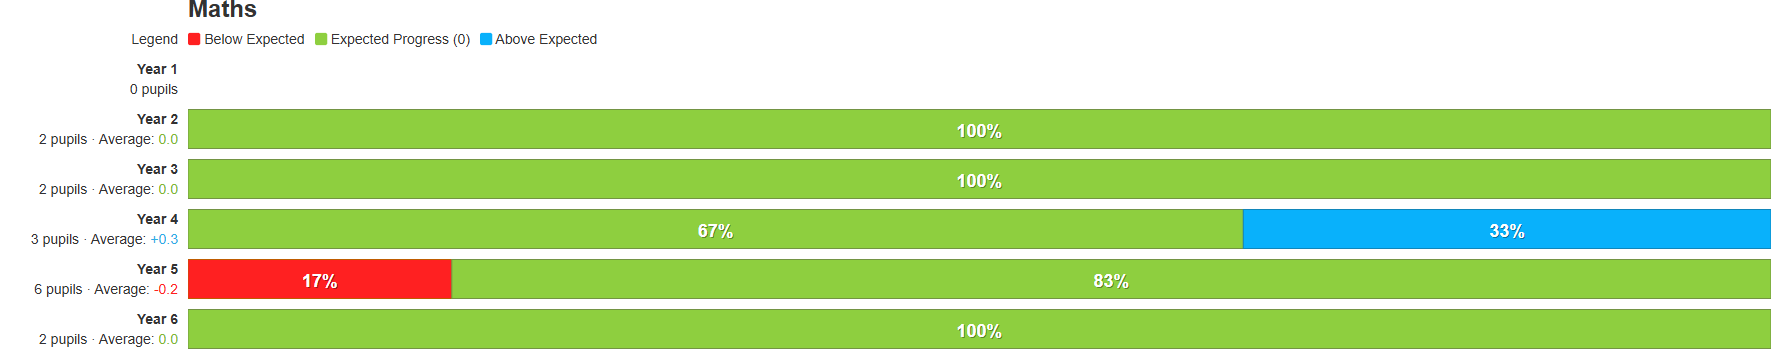 Maths
Legend Below Expected Expected Progress (0) Above Expected
Year 1
0 pupils
Year 2
2 pupils · Average: 0.0
100%
Year 3
2 pupils · Average: 0.0
100%
Year 4
3 pupils · Average: +0.3
67% 33%
Year 5
6 pupils · Average: -0.2
17% 83%
Year 6
2 pupils · Average: 0.0
100%